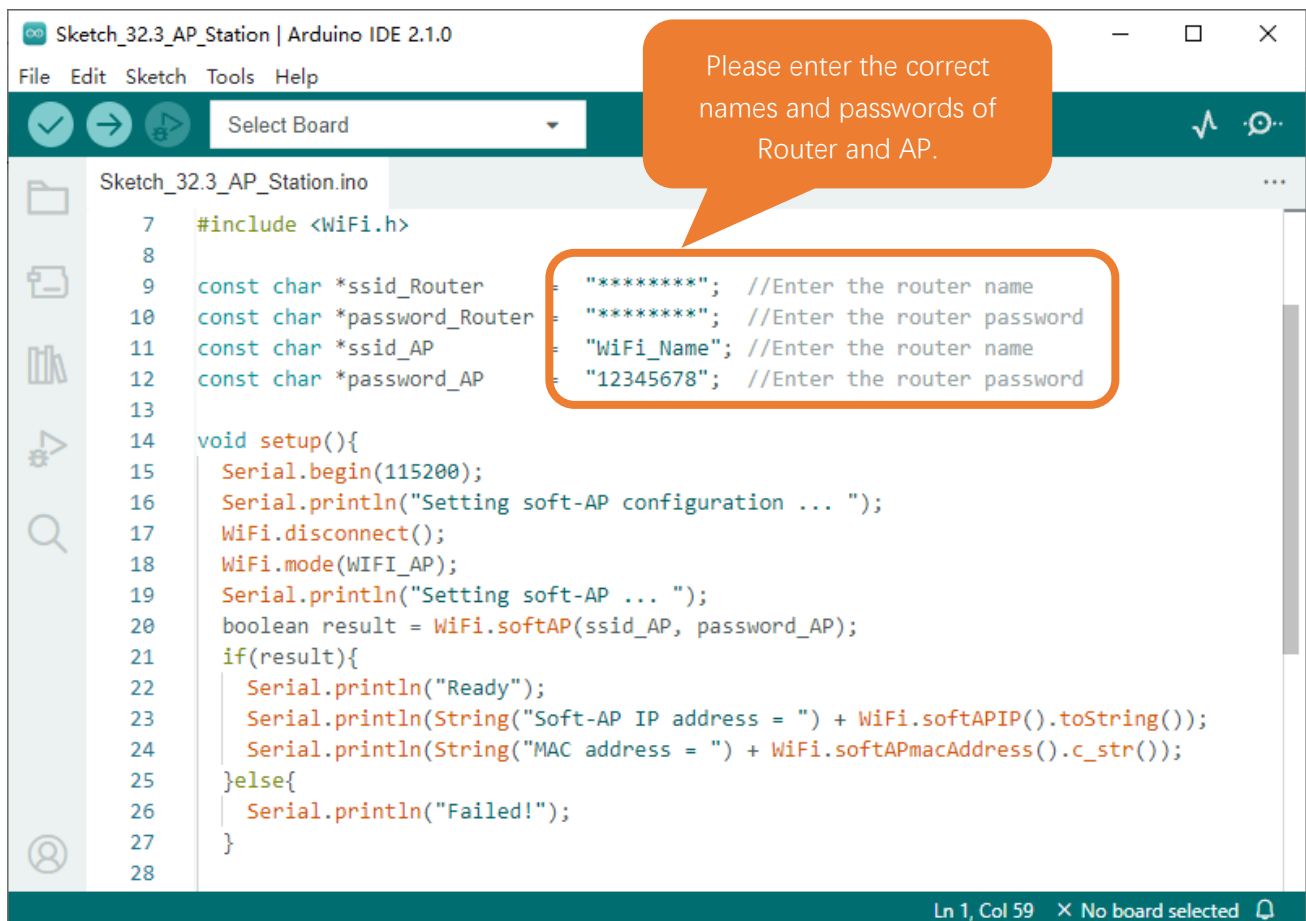 Sketch_32.3_AP_Station | Arduino IDE 2.1.0
File Edit Sketch Tools Help
Please enter the correct
names and passwords of
Router and AP.
Select Board
Sketch_32.3_AP_Station.ino
7 #include <WiFi.h>
8
9 const char *ssid_Router = "********"; //Enter the router name
10 const char *password_Router = "********"; //Enter the router password
11 const char *ssid_AP = "WiFi_Name"; //Enter the router name
12 const char *password_AP = "12345678"; //Enter the router password
13
14 void setup(){
15 Serial.begin(115200);
16 Serial.println("Setting soft-AP configuration ... ");
17 WiFi.disconnect();
18 WiFi.mode(WIFI_AP);
19 Serial.println("Setting soft-AP ... ");
20 boolean result = WiFi.softAP(ssid_AP, password_AP);
21 if(result){
22 Serial.println("Ready");
23 Serial.println(String("Soft-AP IP address = ") + WiFi.softAPIP().toString());
24 Serial.println(String("MAC address = ") + WiFi.softAPmacAddress().c_str());
25 }else{
26 Serial.println("Failed!");
27 }
28
Ln 1, Col 59 × No board selected